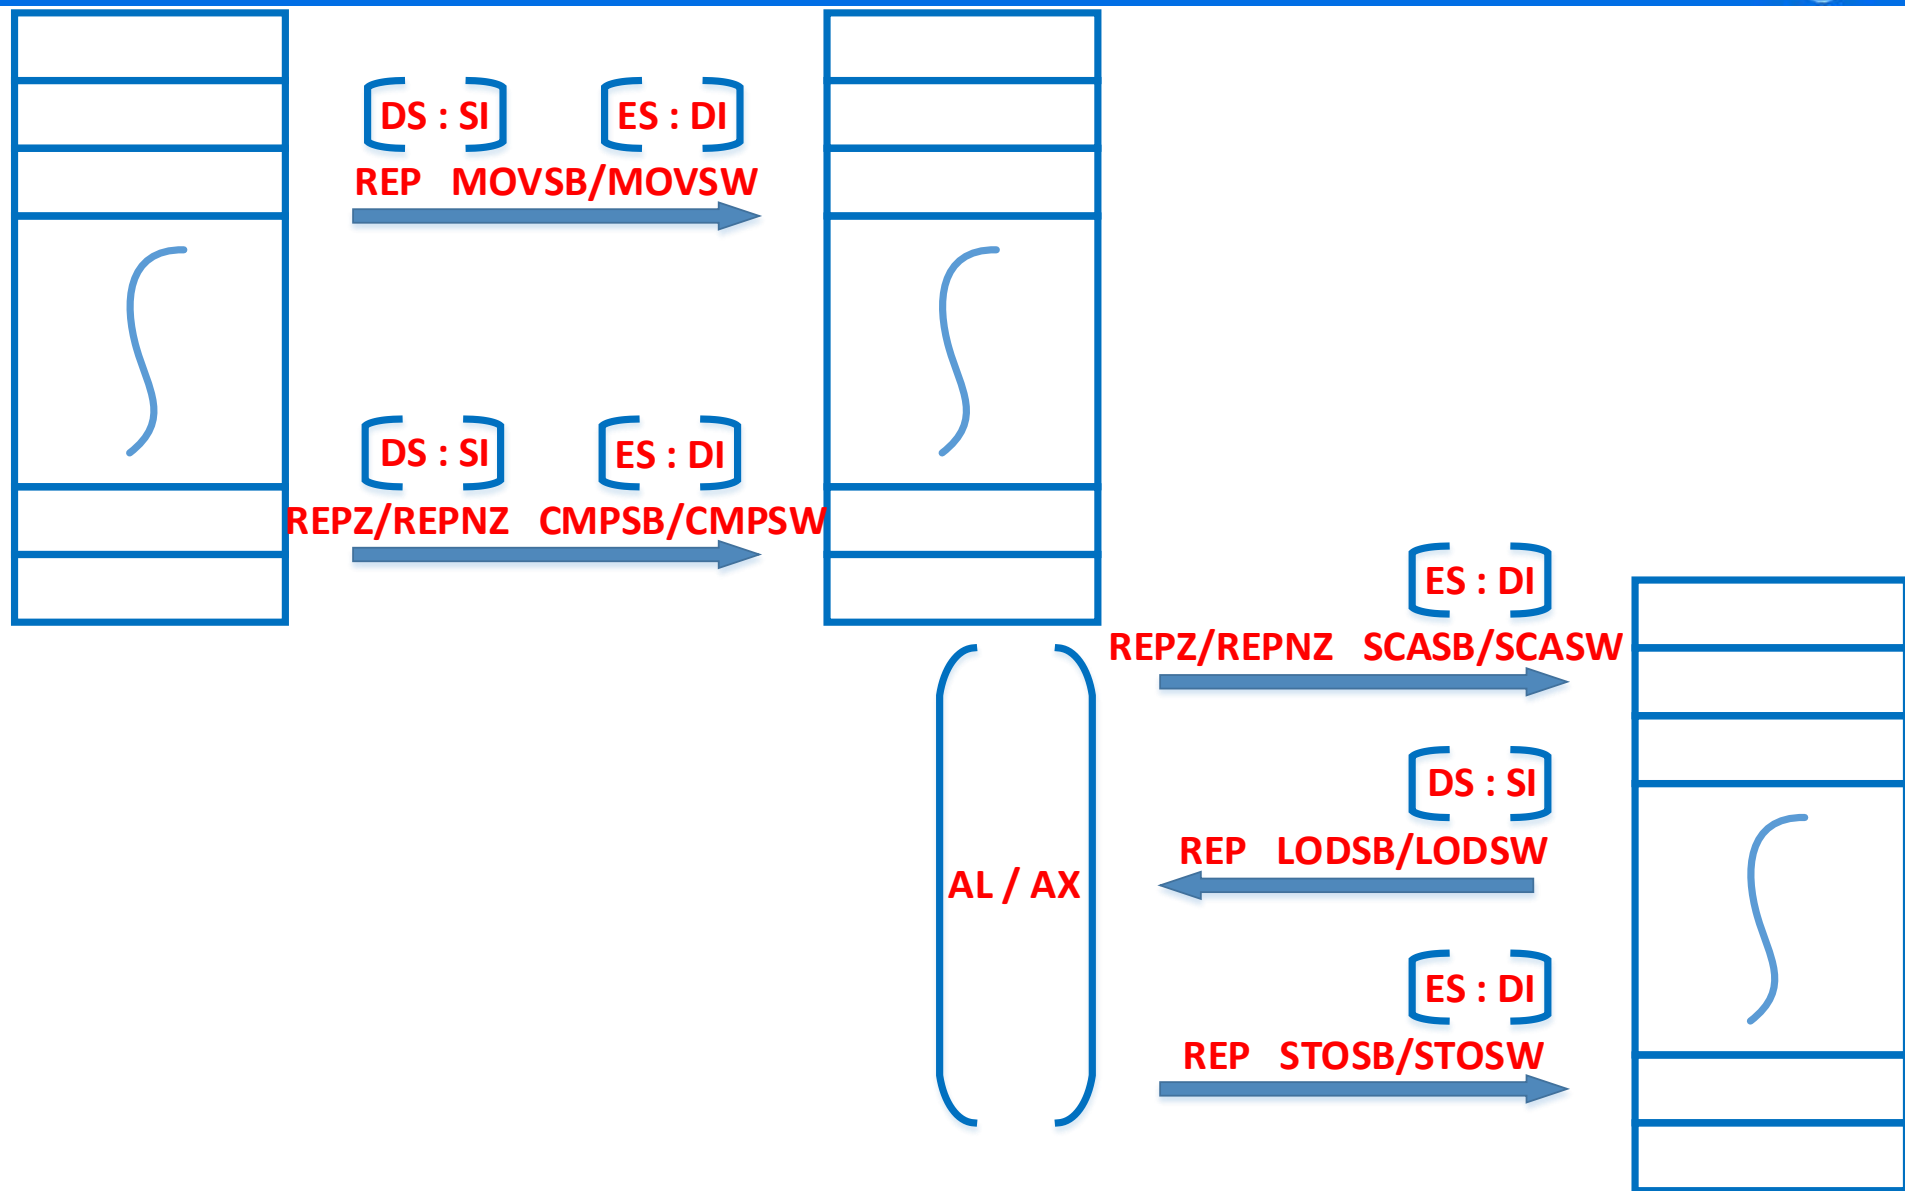 DS : SI ES : DI
REP MOVSB/MOVSW
DS : SI ES : DI
REPZ/REPNZ CMPSB/CMPSW
ES : DI
REPZ/REPNZ SCASB/SCASW
DS : SI
REP LODSB/LODSW
AL / AX
ES : DI
REP STOSB/STOSW